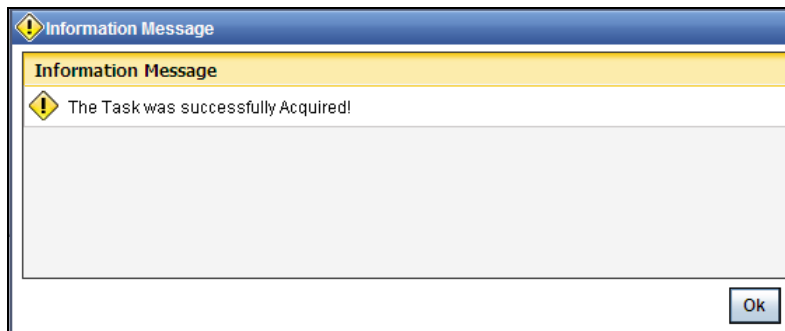 Information Message
Information Message
The Task was successfully Acquired!
Ok